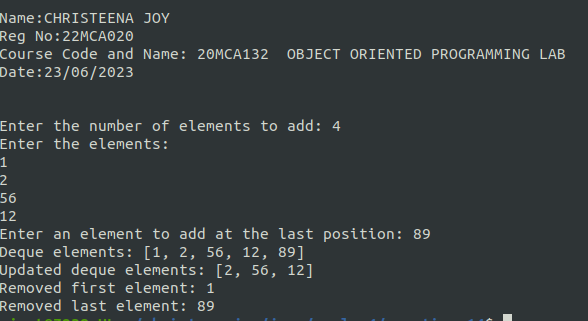 Name:CHRISTEENA JOY
Reg No:22MCA020
Course Code and Name: 20MCA132  OBJECT ORIENTED PROGRAMMING LAB
Date:23/06/2023
Enter the number of elements to add: 4
Enter the elements:
1
2
56
12
Enter an element to add at the last position: 89
Deque elements: [1, 2, 56, 12, 89]
Updated deque elements: [2, 56, 12]
Removed first element: 1
Removed last element: 89